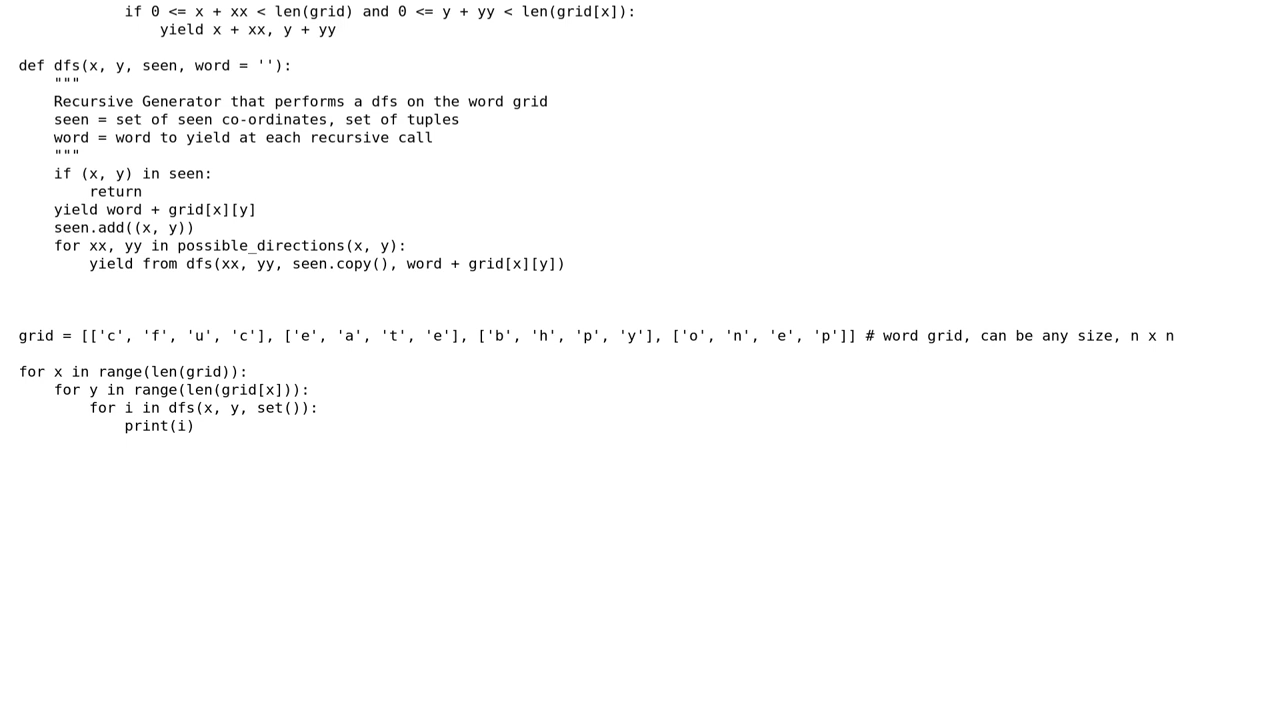 if 0 <= x + xx < len(grid) and 0 <= y + yy < len(grid[x]):
                yield x + xx, y + yy

def dfs(x, y, seen, word = ''):
    """
    Recursive Generator that performs a dfs on the word grid
    seen = set of seen co-ordinates, set of tuples
    word = word to yield at each recursive call
    """
    if (x, y) in seen:
        return
    yield word + grid[x][y]
    seen.add((x, y))
    for xx, yy in possible_directions(x, y):
        yield from dfs(xx, yy, seen.copy(), word + grid[x][y])

grid = [['c', 'f', 'u', 'c'], ['e', 'a', 't', 'e'], ['b', 'h', 'p', 'y'], ['o', 'n', 'e', 'p']] # word grid, can be any size, n x n

for x in range(len(grid)):
    for y in range(len(grid[x])):
        for i in dfs(x, y, set()):
            print(i)